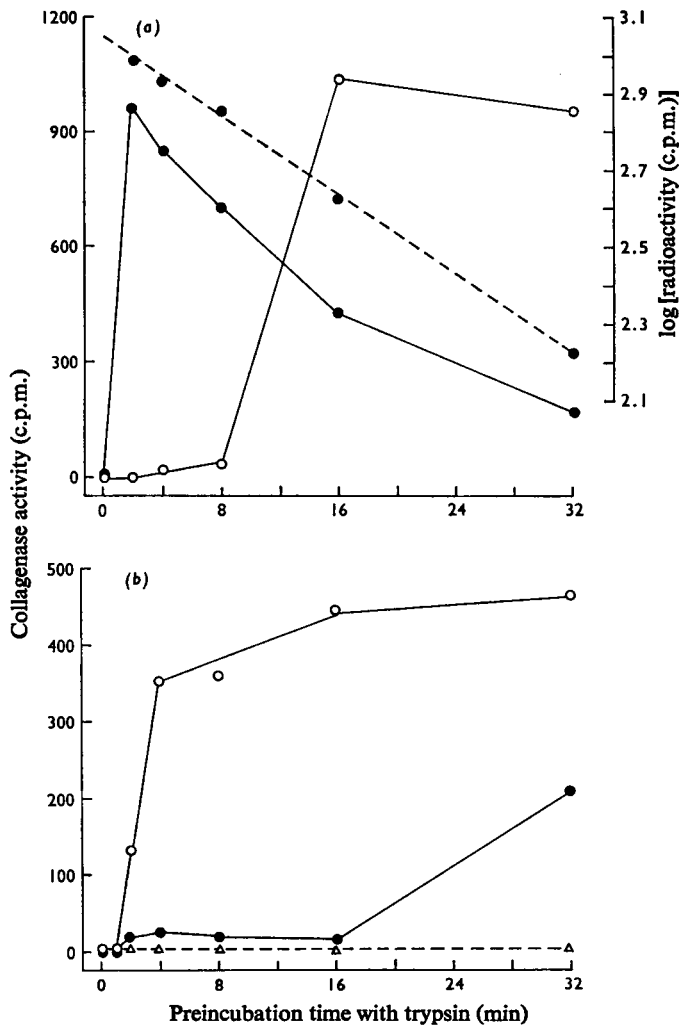 (a)
1200
900
600
300
0
3.1
2.9
2.7
2.5
2.3
2.1
log[radioactivity (c.p.m.)]
0 8 16 24 32
Collagenase activity (c.p.m.)
(b)
500
400
300
200
100
0
0 8 16 24 32
Preincubation time with trypsin (min)